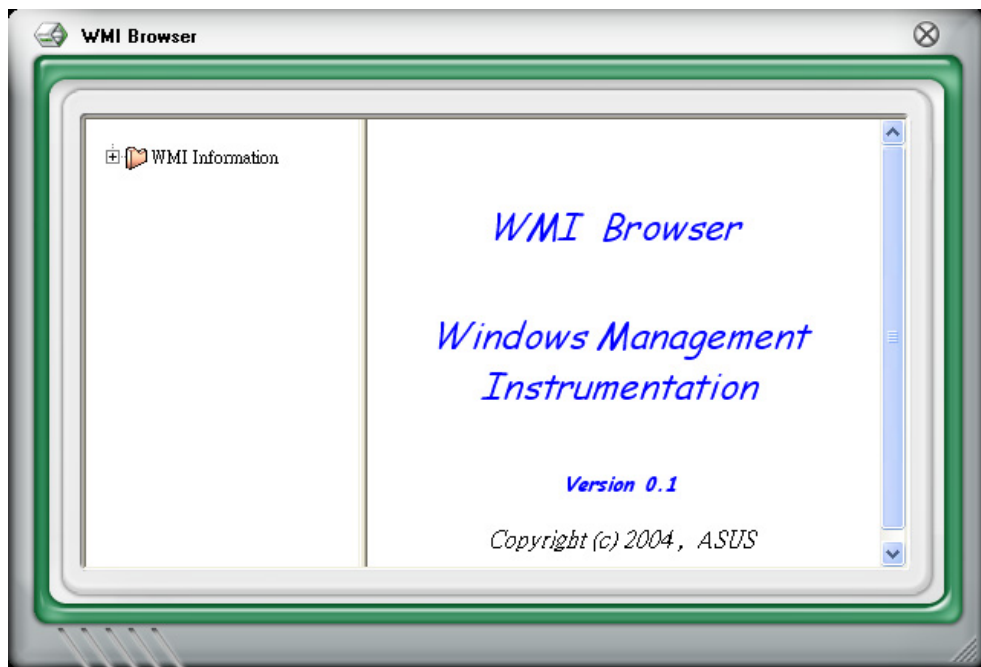 WMI Browser
WMI Information
WMI Browser
Windows Management
Instrumentation
Version 0.1
Copyright (c) 2004, ASUS